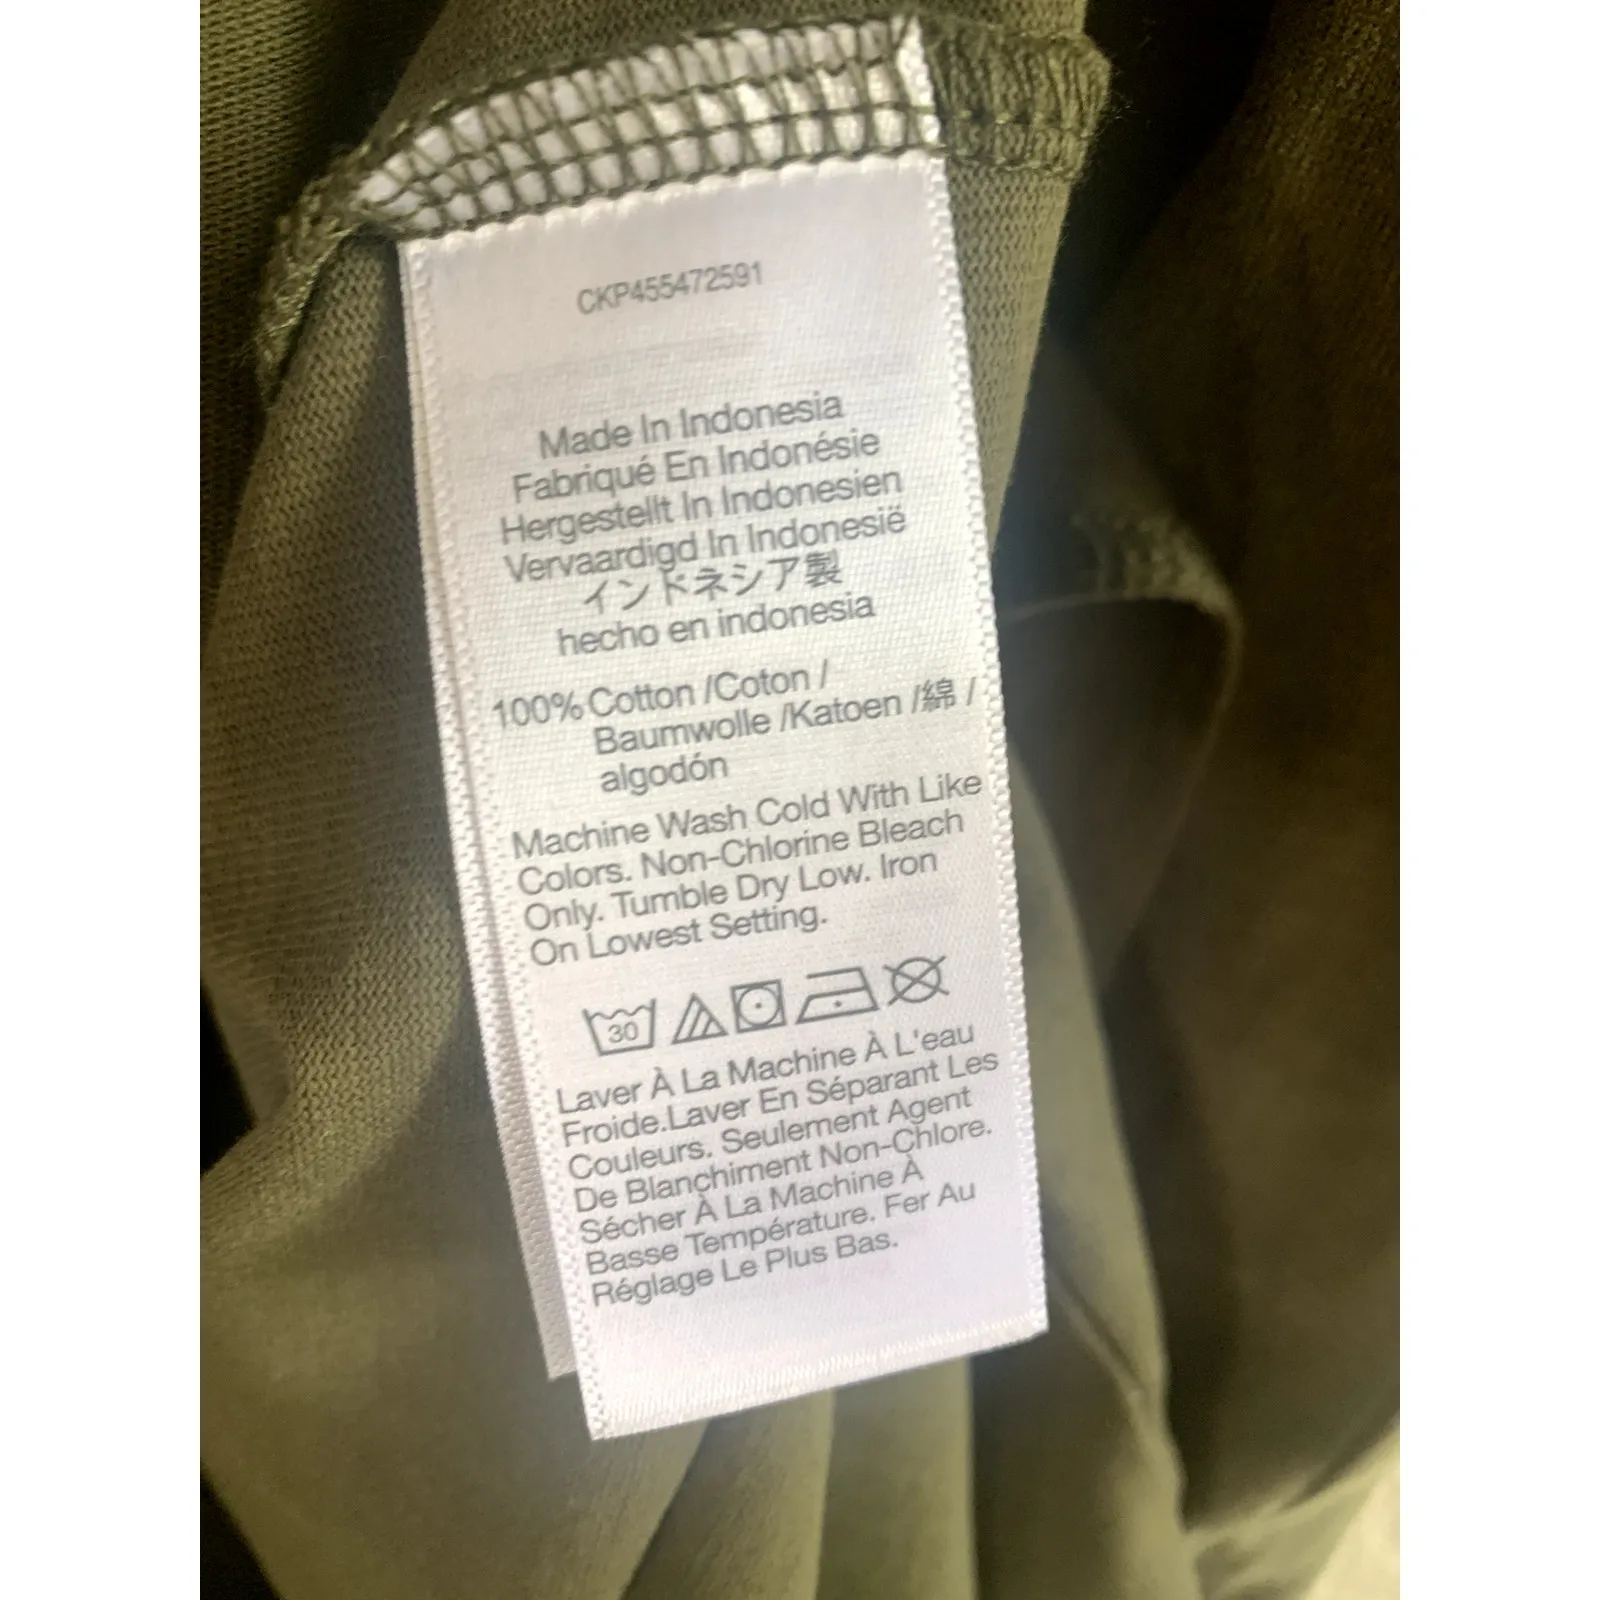 CKP455472591
Made In Indonesia
Fabriqué En Indonésie
Hergestellt In Indonesien
Vervaardigd In Indonesië
インドネシア製
hecho en indonesia
100% Cotton /Coton /
Baumwolle /Katoen /綿 /
algodón
Machine Wash Cold With Like
Colors. Non-Chlorine Bleach
Only. Tumble Dry Low. Iron
On Lowest Setting.
30
Laver À La Machine À L'eau
Froide.Laver En Séparant Les
Couleurs. Seulement Agent
De Blanchiment Non-Chlore.
Sécher À La Machine À
Basse Température. Fer Au
Réglage Le Plus Bas.